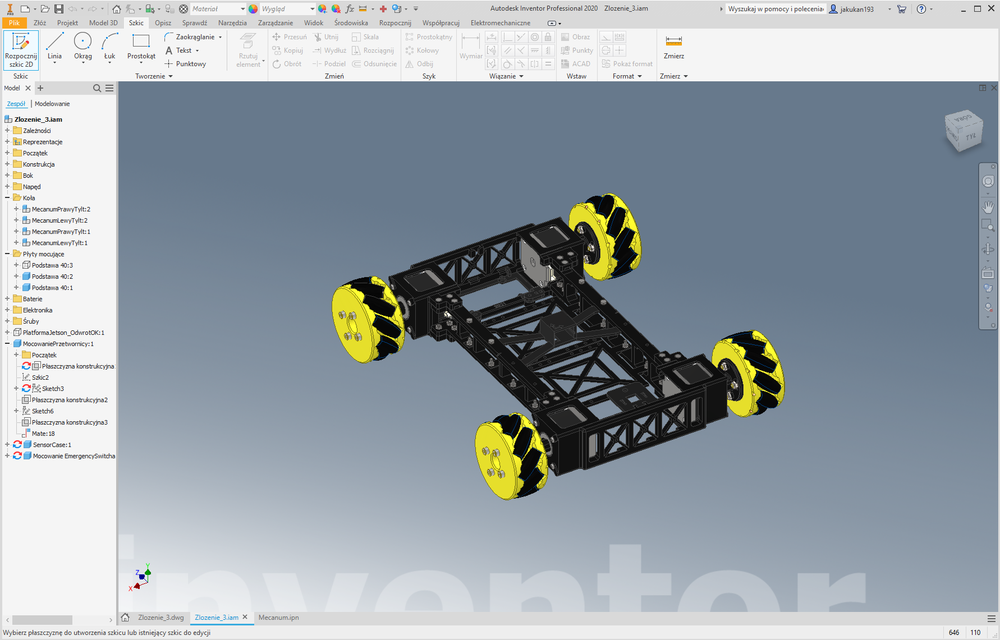 PRO
Materiał
Wygląd
fx
Autodesk Inventor Professional 2020 Zlozenie_3.iam
Wyszukaj w pomocy i polecenia
jakukan193
Plik Złóż Projekt Model 3D Szkic Opisz Sprawdź Narzędzia Zarządzanie Widok Środowiska Rozpocznij Współpracuj Elektromechaniczne
Rozpocznij szkic 2D
Linia
Okrąg
Łuk
Prostokąt
Zaokrąglanie
A Tekst
Punktowy
Rzutuj element
Przesuń
Kopiuj
Obrót
Utnij
Wydłuż
Podziel
Skala
Rozciągnij
Odsunięcie
Prostokątny
Kołowy
Odbij
Wymiar
Obraz
Punkty
ACAD
Pokaż format
Zmierz
Szkic Tworzenie Zmień Szyk Wiązanie Wstaw Format Zmierz
Model
Zespół | Modelowanie
Zlozenie_3.iam
Zależności
Reprezentacje
Początek
Konstrukcja
Bok
Napęd
Koła
MecanumPrawyTylt:2
MecanumLewyTylt:2
MecanumPrawyTylt:1
MecanumLewyTylt:1
Płyty mocujące
Podstawa 40:3
Podstawa 40:2
Podstawa 40:1
Baterie
Elektronika
Śruby
PlatformaJetson_OdwrotOK:1
MocowaniePrzetwornicy:1
Początek
Płaszczyzna konstrukcyjna
Szkic2
Sketch3
Płaszczyzna konstrukcyjna2
Sketch6
Płaszczyzna konstrukcyjna3
Mate:18
SensorCase:1
Mocowanie EmergencySwitcha
GÓRA
TYŁ
Y
Z
X
inventor
Zlozenie_3.dwg Zlozenie_3.iam Mecanum.ipn
Wybierz płaszczyznę do utworzenia szkicu lub istniejący szkic do edycji
646 110